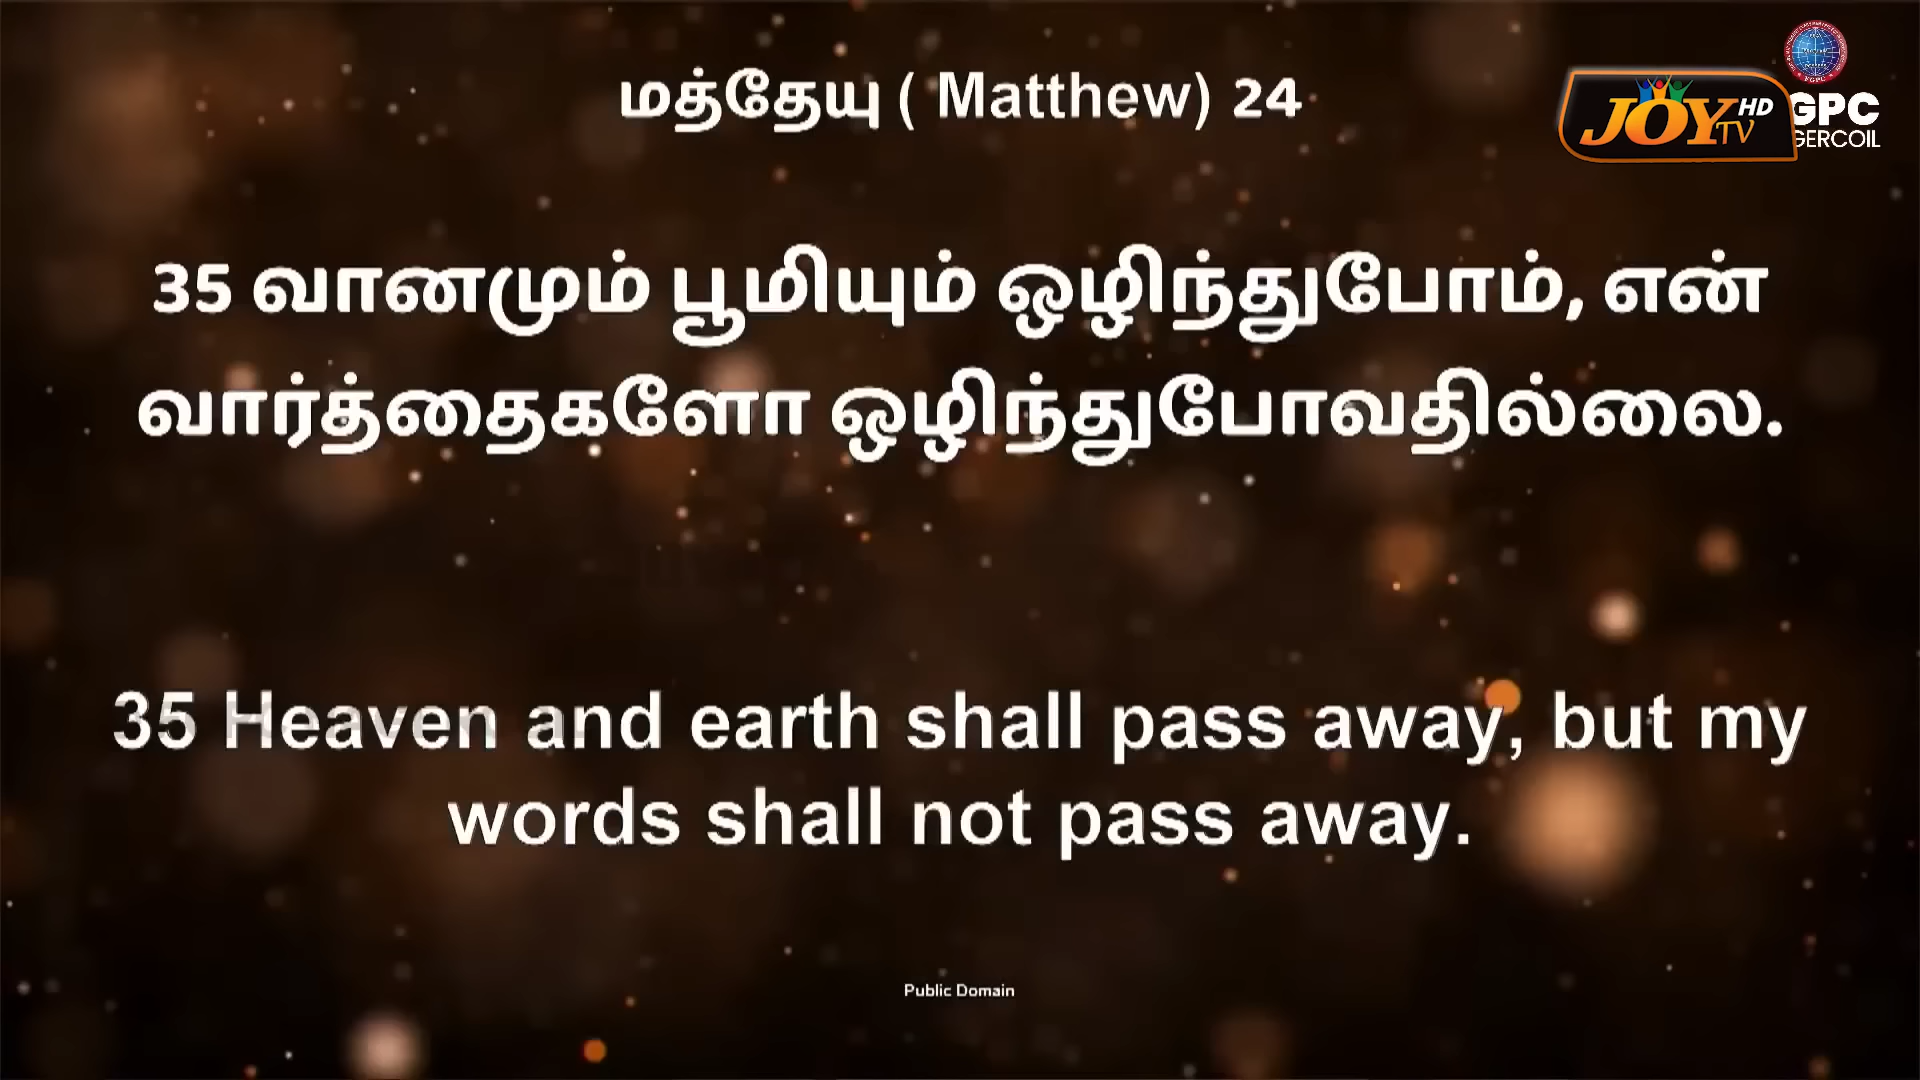 மத்தேயு ( Matthew) 24
JOY TV HD
GPC
GERCOIL
35 வானமும் பூமியும் ஒழிந்துபோம், என்
வார்த்தைகளோ ஒழிந்துபோவதில்லை.
35 Heaven and earth shall pass away, but my
words shall not pass away.
Public Domain